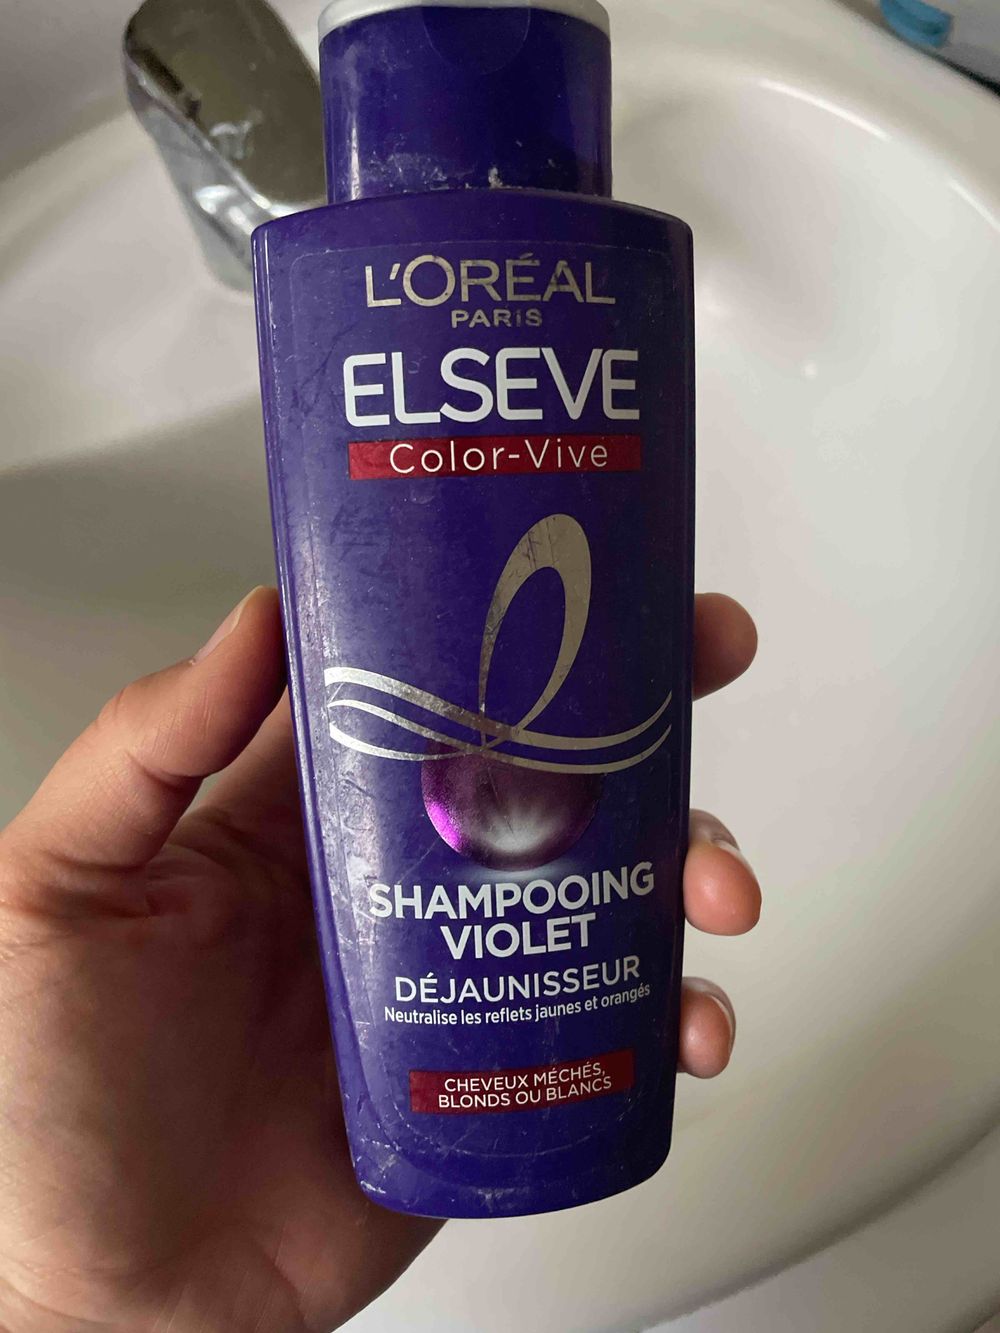 L'ORÉAL
PARIS
ELSEVE
Color-Vive
SHAMPOOING
VIOLET
DÉJAUNISSEUR
Neutralise les reflets jaunes et orangés
CHEVEUX MÉCHÉS,
BLONDS OU BLANCS